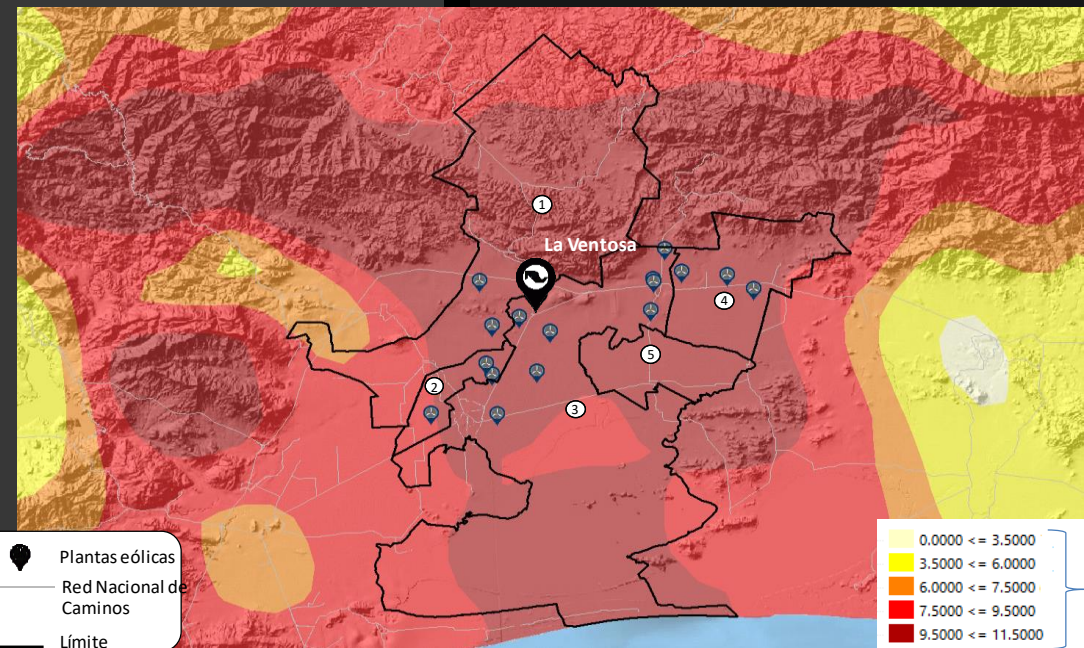 1
La Ventosa
4
5
2
3
Plantas eólicas
Red Nacional de
Caminos
Límite
0.0000 <= 3.5000
3.5000 <= 6.0000
6.0000 <= 7.5000
7.5000 <= 9.5000
9.5000 <= 11.5000